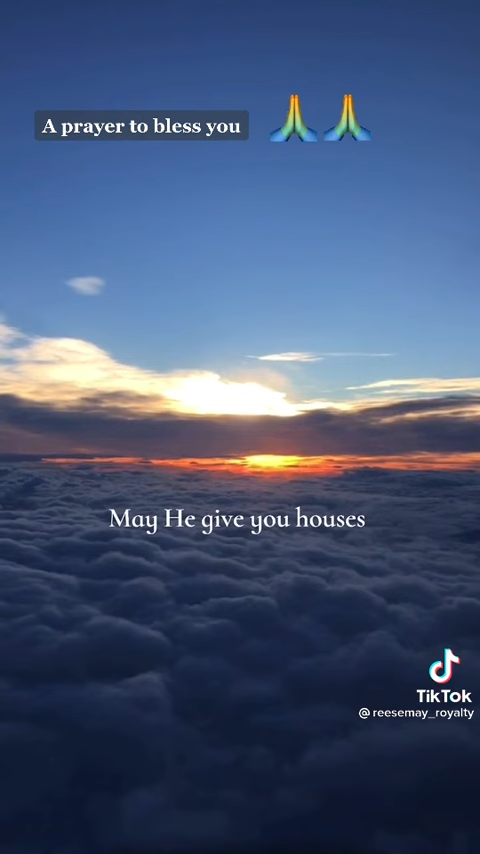 A prayer to bless you 🙏 🙏
May He give you houses
TikTok
@reesemay_royalty